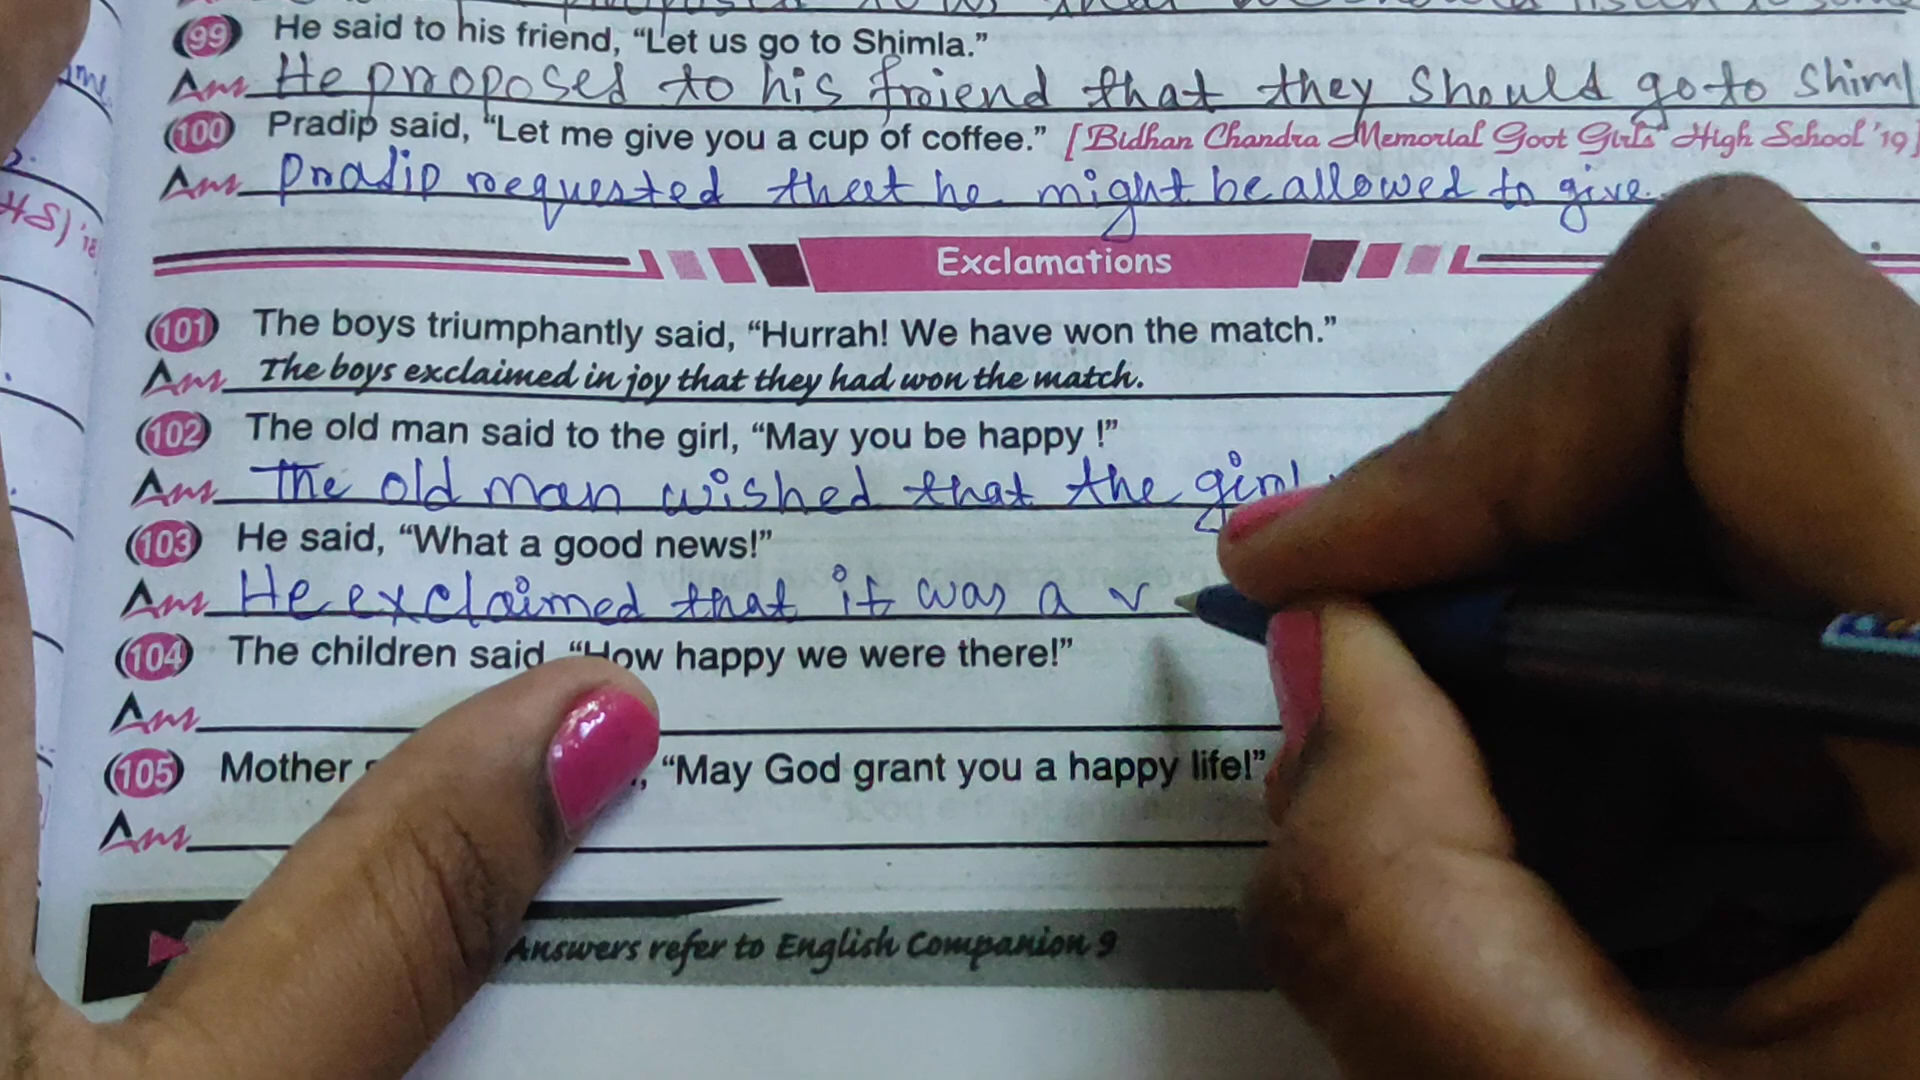 (99) He said to his friend, “Let us go to Shimla.”
Ans He proposed to his friend that they should go to Shiml
(100) Pradip said, “Let me give you a cup of coffee.” [Bidhan Chandra Memorial Govt Girls' High School '19]
Ans Pradip requested that he might be allowed to give
Exclamations
(101) The boys triumphantly said, “Hurrah! We have won the match.”
Ans The boys exclaimed in joy that they had won the match.
(102) The old man said to the girl, “May you be happy !”
Ans The old man wished that the girl
(103) He said, “What a good news!”
Ans He exclaimed that it was a v
(104) The children said, “How happy we were there!”
Ans
(105) Mother “May God grant you a happy life!”
Ans
Answers refer to English Companion 9